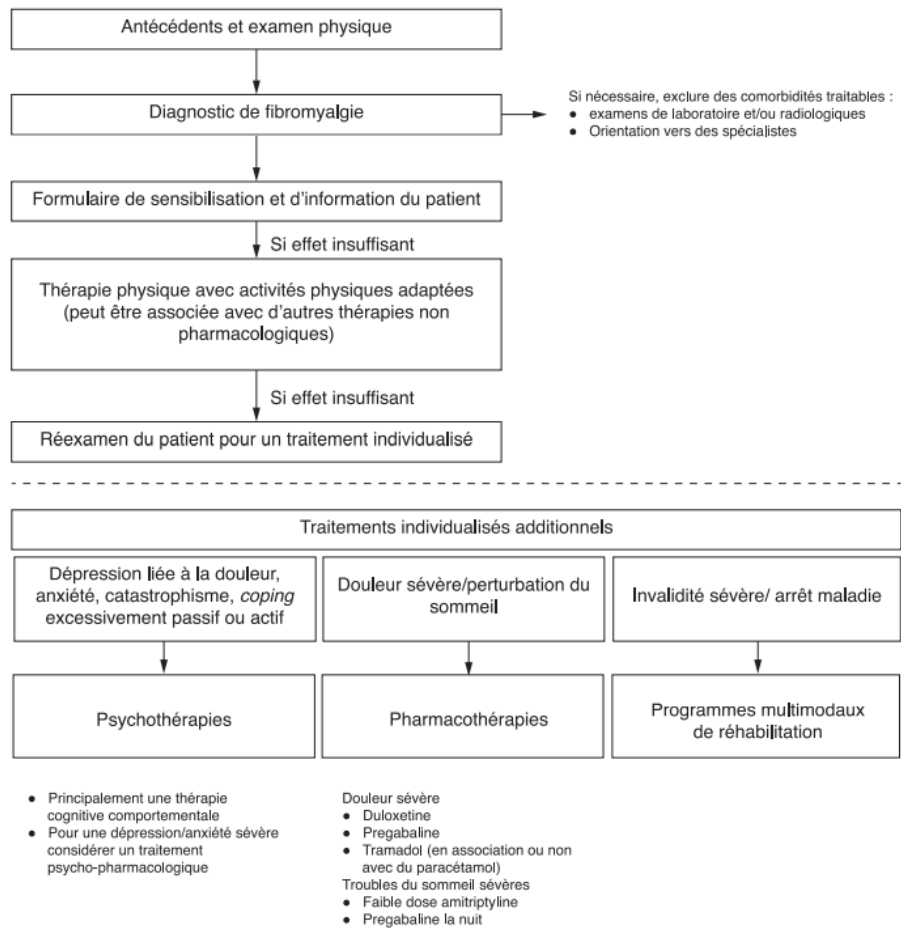 Antécédents et examen physique
Diagnostic de fibromyalgie
Si nécessaire, exclure des comorbidités traitables :
● examens de laboratoire et/ou radiologiques
● Orientation vers des spécialistes
Formulaire de sensibilisation et d'information du patient
Si effet insuffisant
Thérapie physique avec activités physiques adaptées
(peut être associée avec d'autres thérapies non
pharmacologiques)
Si effet insuffisant
Réexamen du patient pour un traitement individualisé
Traitements individualisés additionnels
Dépression liée à la douleur,
anxiété, catastrophisme, coping
excessivement passif ou actif
Douleur sévère/perturbation du
sommeil
Invalidité sévère/ arrêt maladie
Psychothérapies
Pharmacothérapies
Programmes multimodaux
de réhabilitation
● Principalement une thérapie
cognitive comportementale
● Pour une dépression/anxiété sévère
considérer un traitement
psycho-pharmacologique
Douleur sévère
● Duloxetine
● Pregabaline
● Tramadol (en association ou non
avec du paracétamol)
Troubles du sommeil sévères
● Faible dose amitriptyline
● Pregabaline la nuit